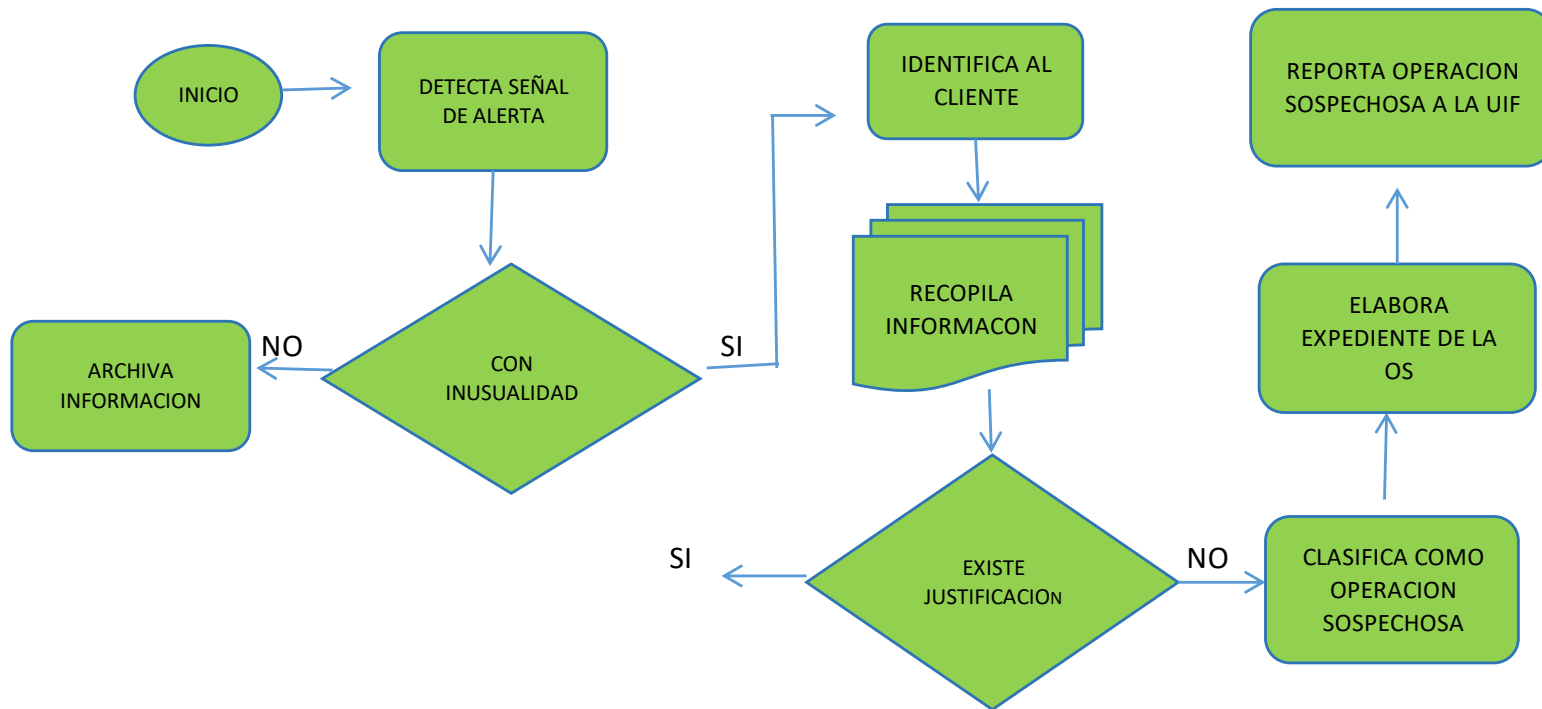 INICIO
DETECTA SEÑAL
DE ALERTA
CON
INUSUALIDAD
NO
ARCHIVA
INFORMACION
SI
IDENTIFICA AL
CLIENTE
RECOPILA
INFORMACON
EXISTE
JUSTIFICACION
SI
NO
CLASIFICA COMO
OPERACION
SOSPECHOSA
ELABORA
EXPEDIENTE DE LA
OS
REPORTA OPERACION
SOSPECHOSA A LA UIF